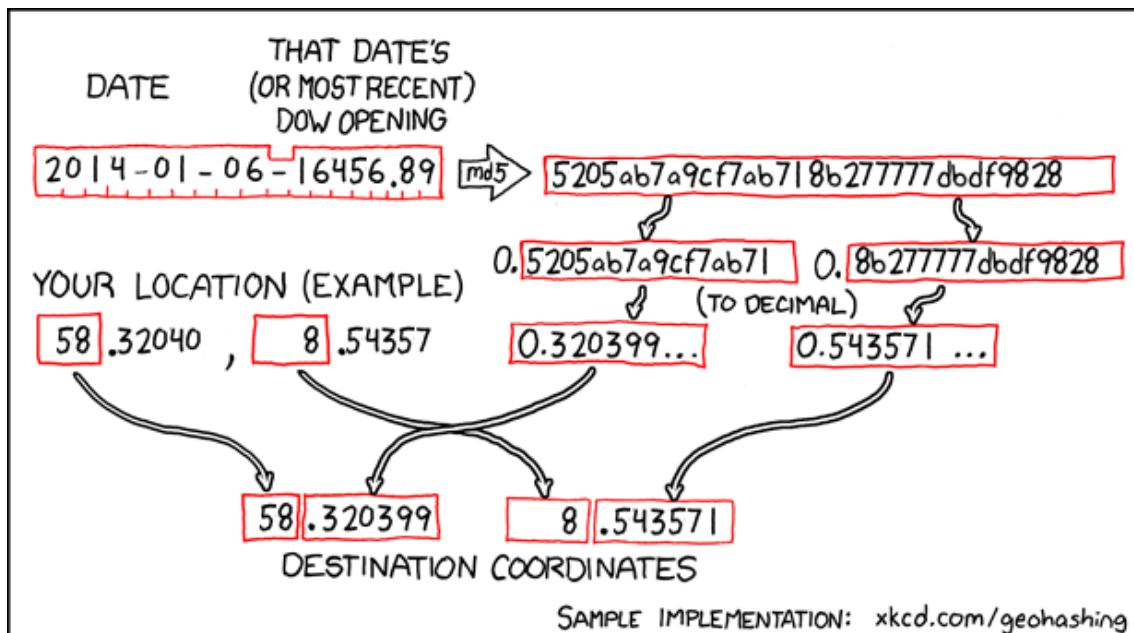 DATE
THAT DATE'S
(OR MOST RECENT)
DOW OPENING
2014-01-06-16456.89
md5
5205ab7a9cf7ab718b277777dbdf9828
0.5205ab7a9cf7ab71
0.8b277777dbdf9828
(TO DECIMAL)
YOUR LOCATION (EXAMPLE)
58.32040, 8.54357
0.320399...
0.543571 ...
58.320399
8.543571
DESTINATION COORDINATES
SAMPLE IMPLEMENTATION: xkcd.com/geohashing